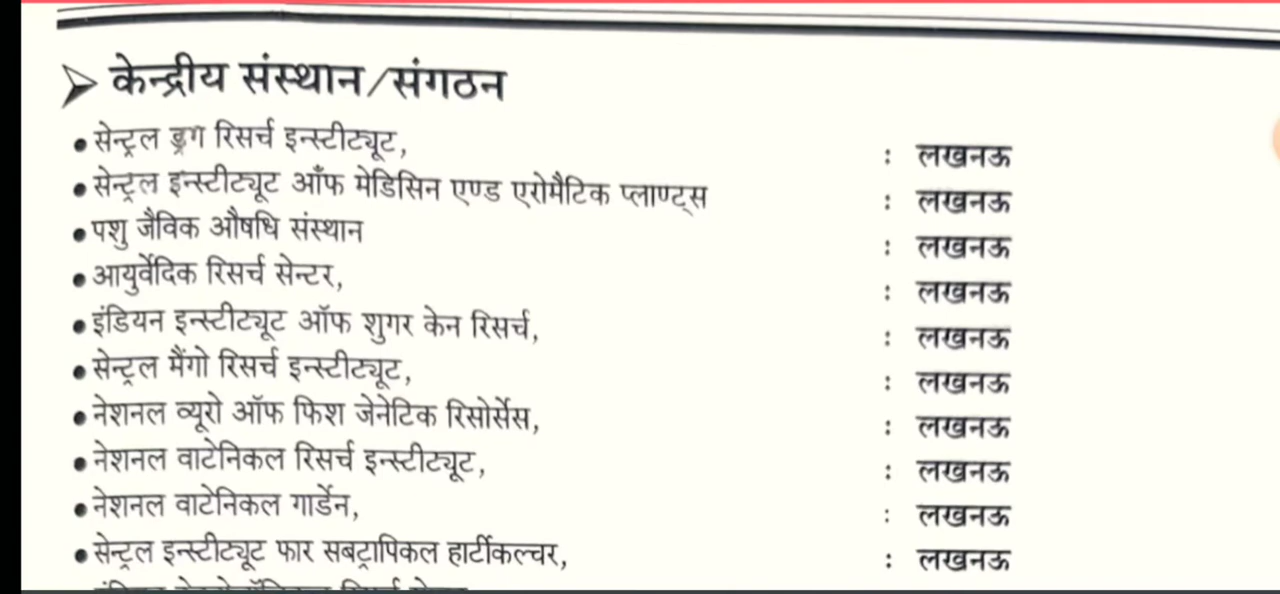 ➤ केन्द्रीय संस्थान/संगठन
• सेन्ट्रल ड्रग रिसर्च इन्स्टीट्यूट, : लखनऊ
• सेन्ट्रल इन्स्टीट्यूट ऑफ मेडिसिन एण्ड एरोमैटिक प्लाण्ट्स : लखनऊ
• पशु जैविक औषधि संस्थान : लखनऊ
• आयुर्वेदिक रिसर्च सेन्टर, : लखनऊ
• इंडियन इन्स्टीट्यूट ऑफ शुगर केन रिसर्च, : लखनऊ
• सेन्ट्रल मैंगो रिसर्च इन्स्टीट्यूट, : लखनऊ
• नेशनल व्यूरो ऑफ फिश जेनेटिक रिसोर्सेस, : लखनऊ
• नेशनल वाटेनिकल रिसर्च इन्स्टीट्यूट, : लखनऊ
• नेशनल वाटेनिकल गार्डेन, : लखनऊ
• सेन्ट्रल इन्स्टीट्यूट फार सबट्रापिकल हार्टीकल्चर, : लखनऊ